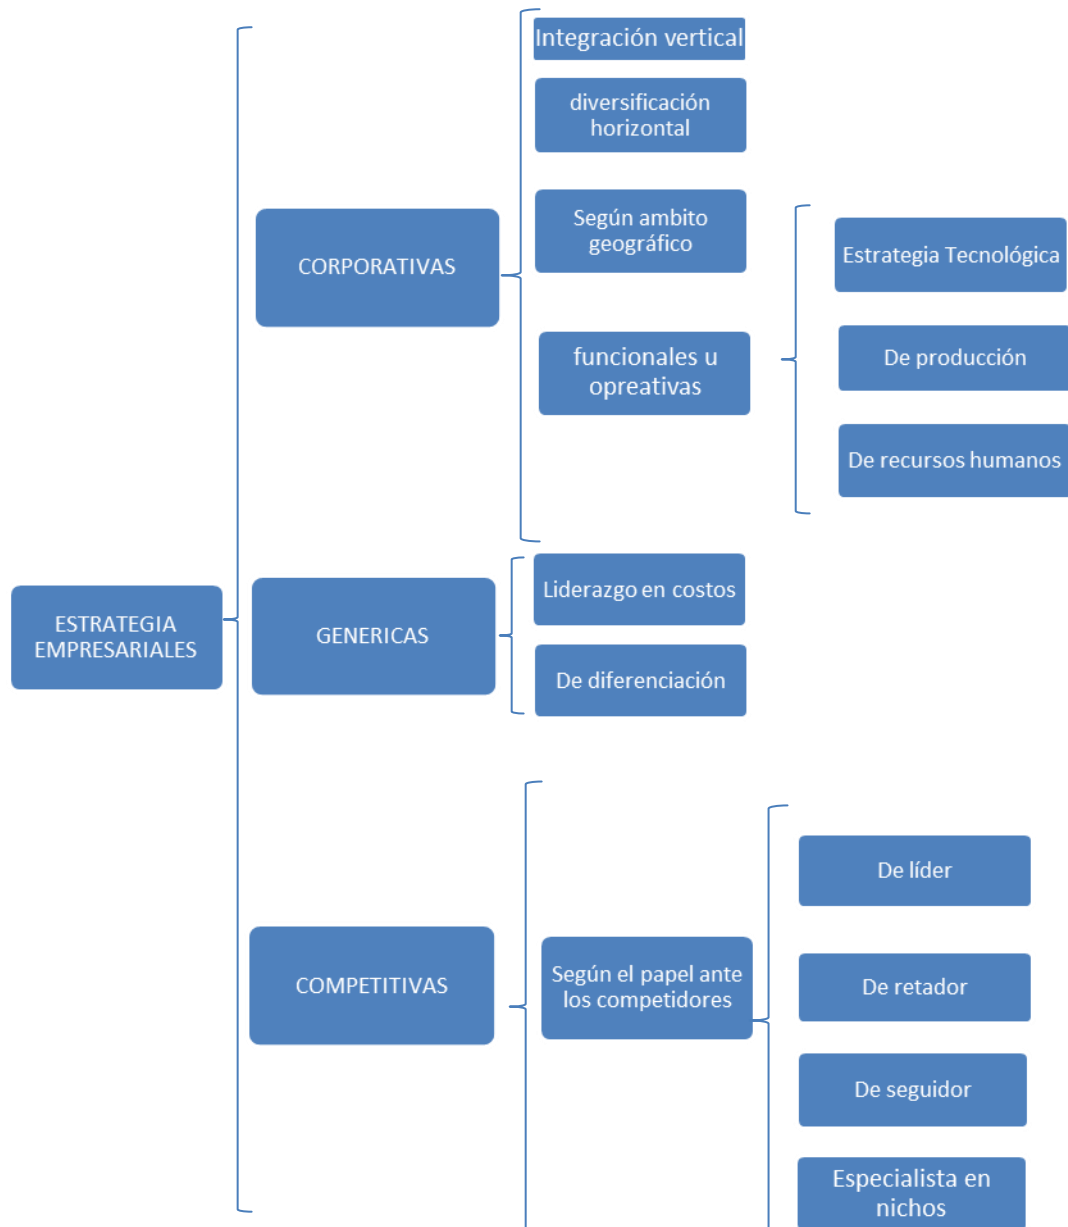 Integración vertical
diversificación
horizontal
Según ambito
geográfico
CORPORATIVAS
Estrategia Tecnológica
funcionales u
opreativas
De producción
De recursos humanos
ESTRATEGIA
EMPRESARIALES
GENERICAS
Liderazgo en costos
De diferenciación
COMPETITIVAS
Según el papel ante
los competidores
De líder
De retador
De seguidor
Especialista en
nichos